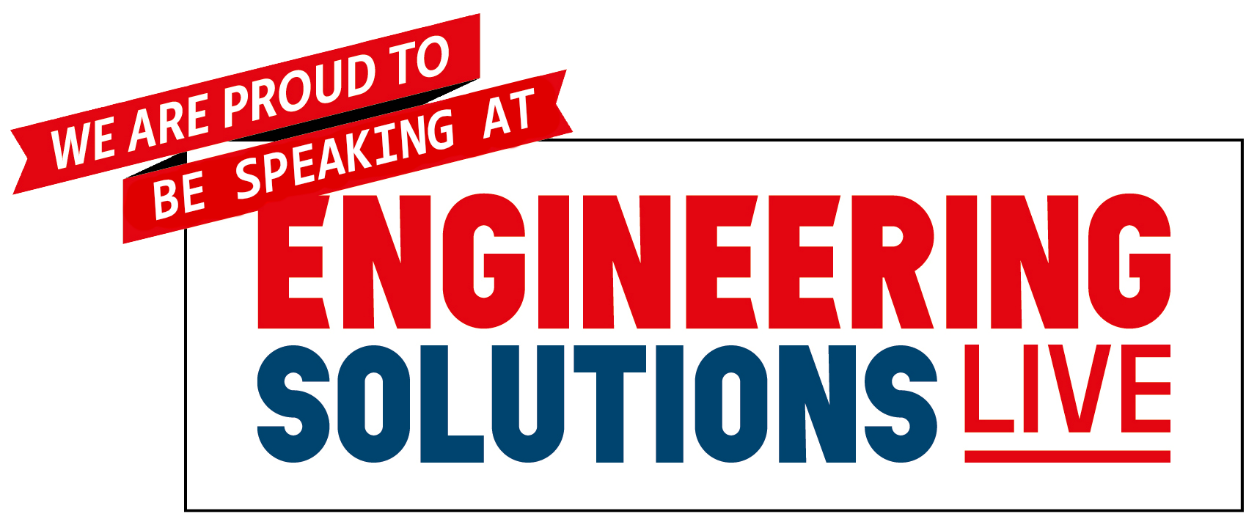 WE ARE PROUD TO
BE SPEAKING AT
ENGINEERING
SOLUTIONS LIVE